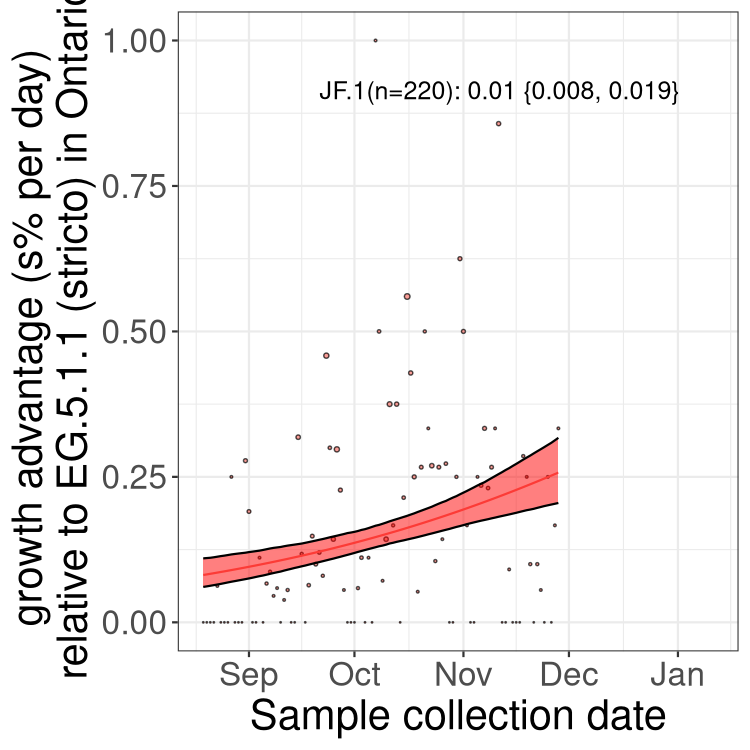 growth advantage (s% per day)
relative to EG.5.1.1 (stricto) in Ontario
1.00
JF.1(n=220): 0.01 {0.008, 0.019}
0.75
0.50
0.25
0.00
Sep Oct Nov Dec Jan
Sample collection date